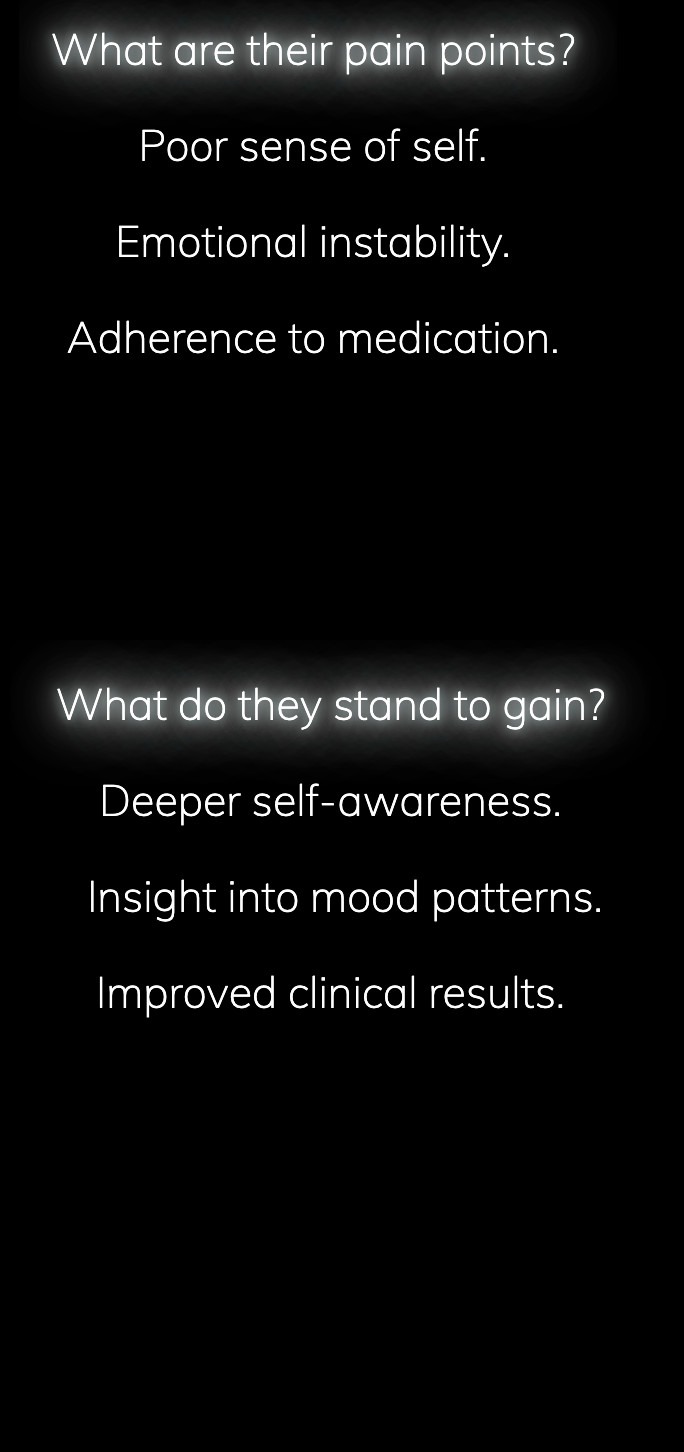 What are their pain points?
Poor sense of self.
Emotional instability.
Adherence to medication.
What do they stand to gain?
Deeper self-awareness.
Insight into mood patterns.
Improved clinical results.